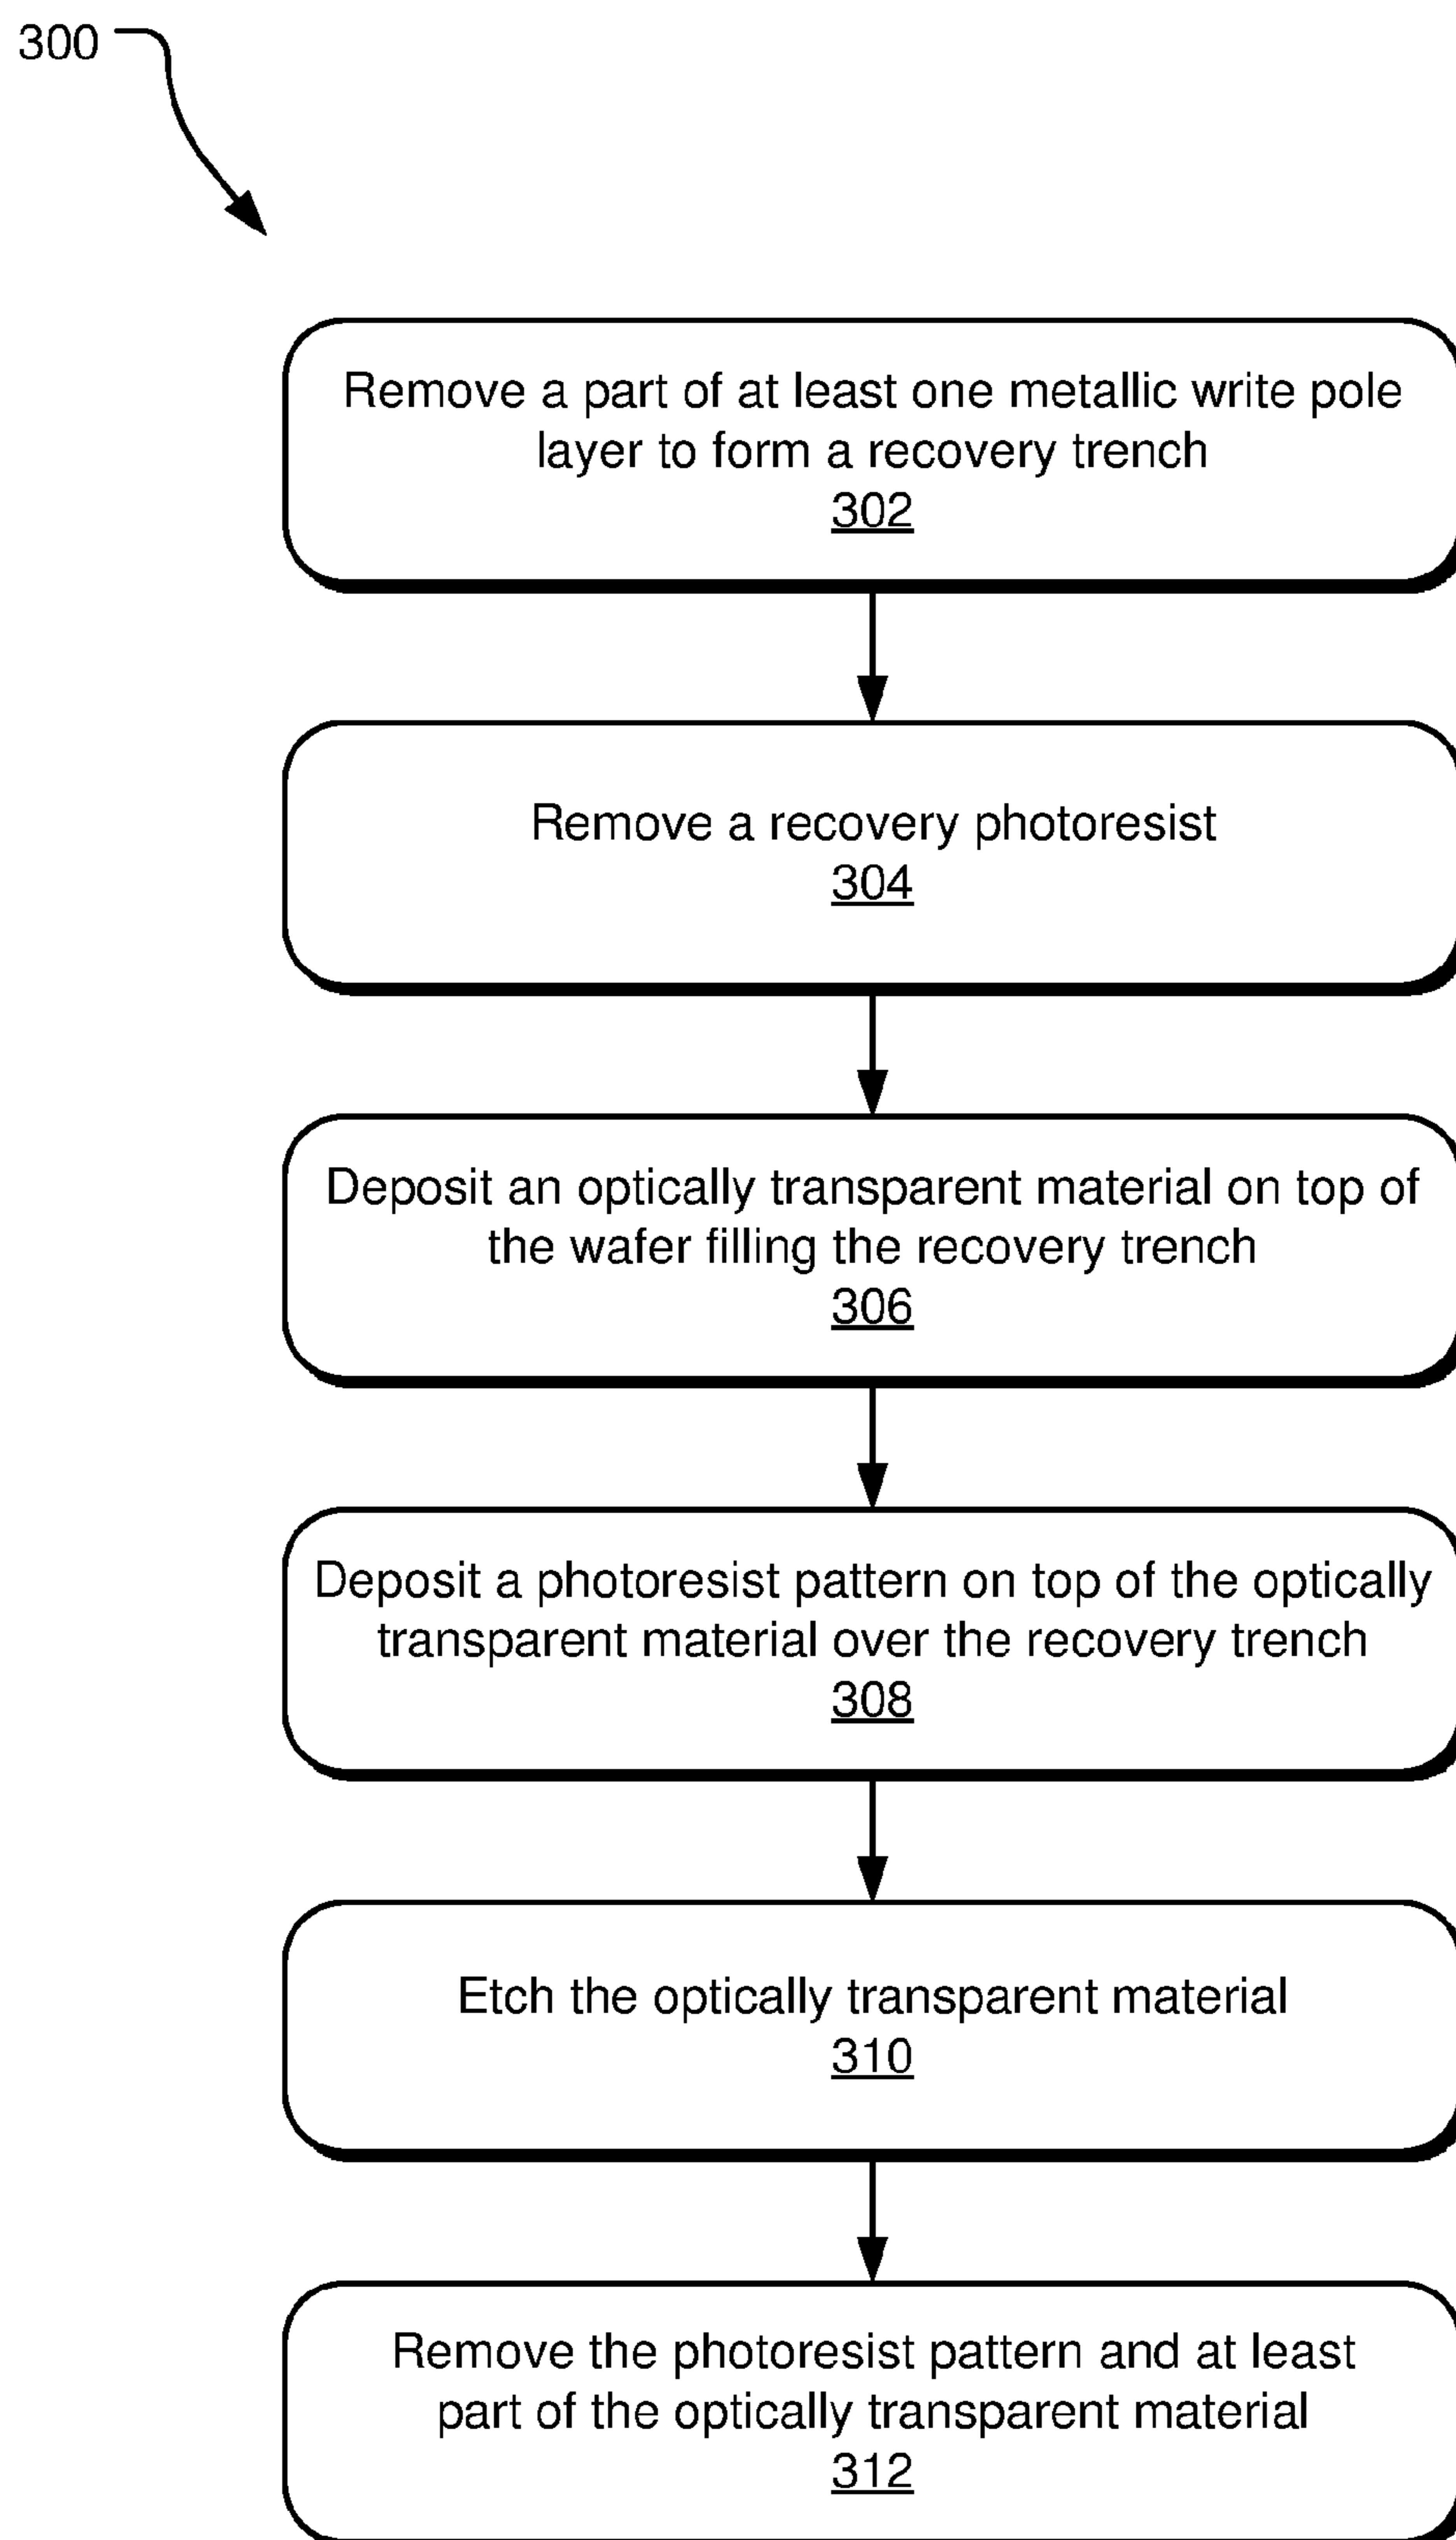 300
Remove a part of at least one metallic write pole
layer to form a recovery trench
302
Remove a recovery photoresist
304
Deposit an optically transparent material on top of
the wafer filling the recovery trench
306
Deposit a photoresist pattern on top of the optically
transparent material over the recovery trench
308
Etch the optically transparent material
310
Remove the photoresist pattern and at least
part of the optically transparent material
312